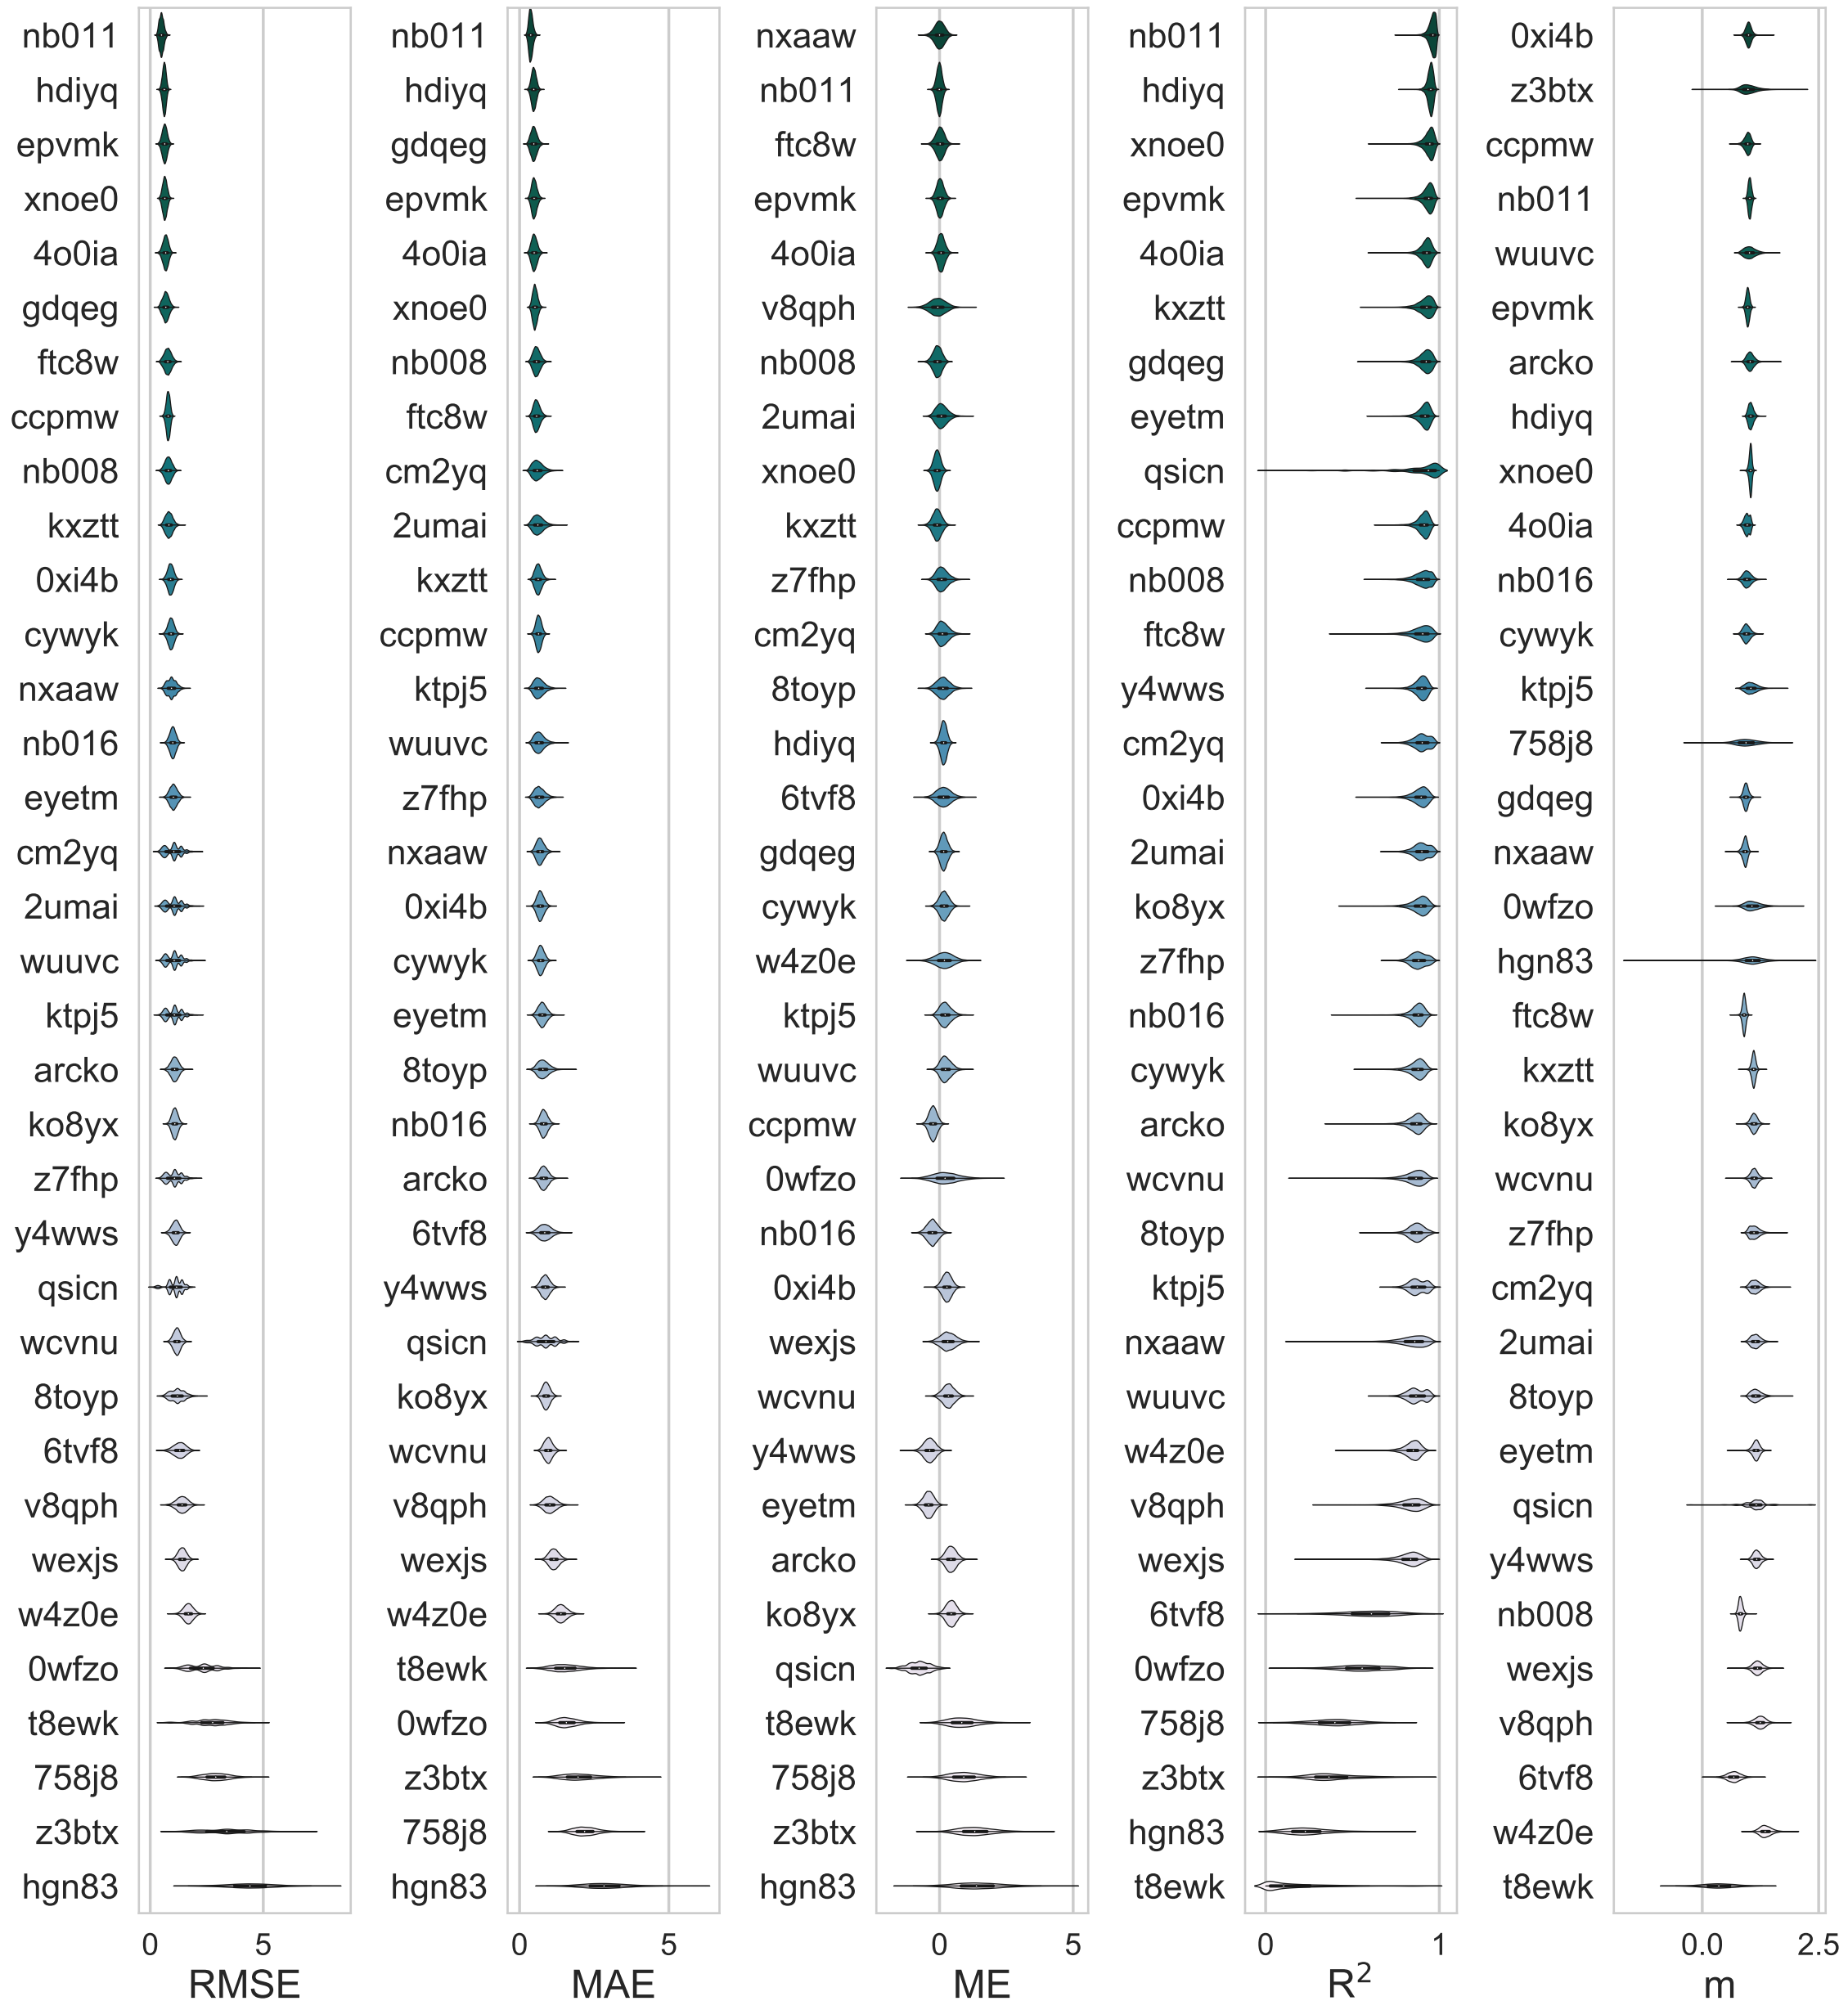 nb011 nb011 nxaaw nb011 0xi4b
hdiyq hdiyq nb011 hdiyq z3btx
epvmk gdqeg ftc8w xnoe0 ccpmw
xnoe0 epvmk epvmk epvmk nb011
4o0ia 4o0ia 4o0ia 4o0ia wuuvc
gdqeg xnoe0 v8qph kxztt epvmk
ftc8w nb008 nb008 gdqeg arcko
ccpmw ftc8w 2umai eyetm hdiyq
nb008 cm2yq xnoe0 qsicn xnoe0
kxztt 2umai kxztt ccpmw 4o0ia
0xi4b kxztt z7fhp nb008 nb016
cywyk ccpmw cm2yq ftc8w cywyk
nxaaw ktpj5 8toyp y4wws ktpj5
nb016 wuuvc hdiyq cm2yq 758j8
eyetm z7fhp 6tvf8 0xi4b gdqeg
cm2yq nxaaw gdqeg 2umai nxaaw
2umai 0xi4b cywyk ko8yx 0wfzo
wuuvc cywyk w4z0e z7fhp hgn83
ktpj5 eyetm ktpj5 nb016 ftc8w
arcko 8toyp wuuvc cywyk kxztt
ko8yx nb016 ccpmw arcko ko8yx
z7fhp arcko 0wfzo wcvnu wcvnu
y4wws 6tvf8 nb016 8toyp z7fhp
qsicn y4wws 0xi4b ktpj5 cm2yq
wcvnu qsicn wexjs nxaaw 2umai
8toyp ko8yx wcvnu wuuvc 8toyp
6tvf8 wcvnu y4wws w4z0e eyetm
v8qph v8qph eyetm v8qph qsicn
wexjs wexjs arcko wexjs y4wws
w4z0e w4z0e ko8yx 6tvf8 nb008
0wfzo t8ewk qsicn 0wfzo wexjs
t8ewk 0wfzo t8ewk 758j8 v8qph
758j8 z3btx 758j8 z3btx 6tvf8
z3btx 758j8 z3btx hgn83 w4z0e
hgn83 hgn83 hgn83 t8ewk t8ewk
0 5 0 5 0 5 0 1 0.0 2.5
RMSE MAE ME R² m